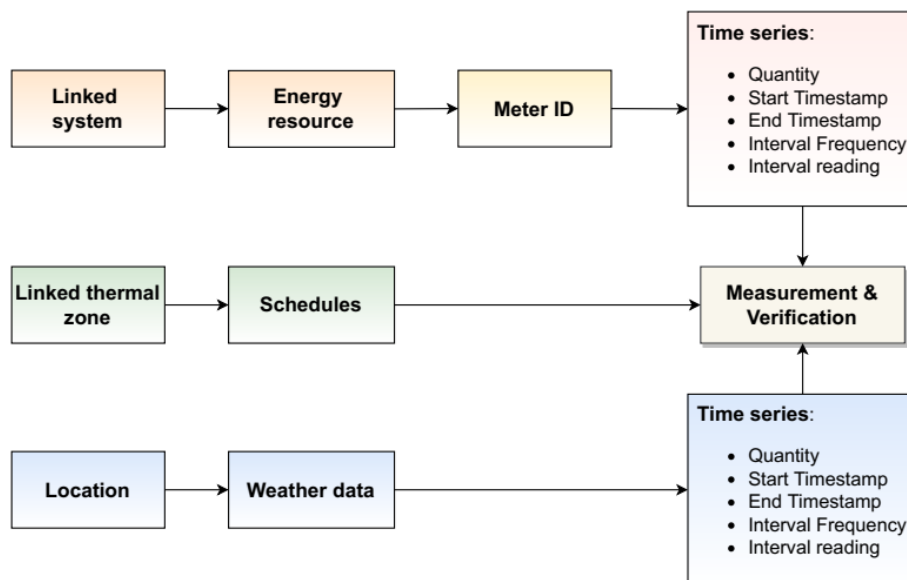 Time series:
• Quantity
• Start Timestamp
• End Timestamp
• Interval Frequency
• Interval reading
Linked
system
Energy
resource
Meter ID
Linked thermal
zone
Schedules
Measurement &
Verification
Time series:
• Quantity
• Start Timestamp
• End Timestamp
• Interval Frequency
• Interval reading
Location
Weather data